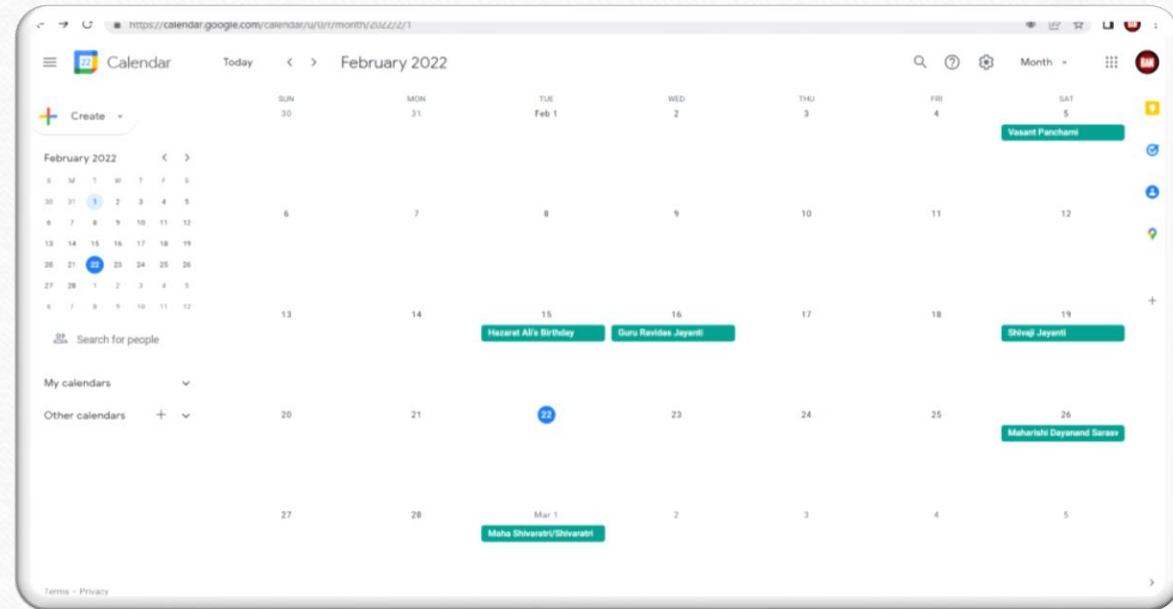 https://calendar.google.com/calendar/u/0/r/month/2022/2/1
22 Calendar Today February 2022 Month
Create
February 2022
S M T W T F S
30 31 1 2 3 4 5
6 7 8 9 10 11 12
13 14 15 16 17 18 19
20 21 22 23 24 25 26
27 28 1 2 3 4 5
6 7 8 9 10 11 12
Search for people
My calendars
Other calendars
SUN MON TUE WED THU FRI SAT
30 31 Feb 1 2 3 4 5
Vasant Panchami
6 7 8 9 10 11 12
13 14 15 16 17 18 19
Hazarat Ali's Birthday Guru Ravidas Jayanti Shivaji Jayanti
20 21 22 23 24 25 26
Maharishi Dayanand Sarasv
27 28 Mar 1 2 3 4 5
Maha Shivaratri/Shivaratri
Terms - Privacy